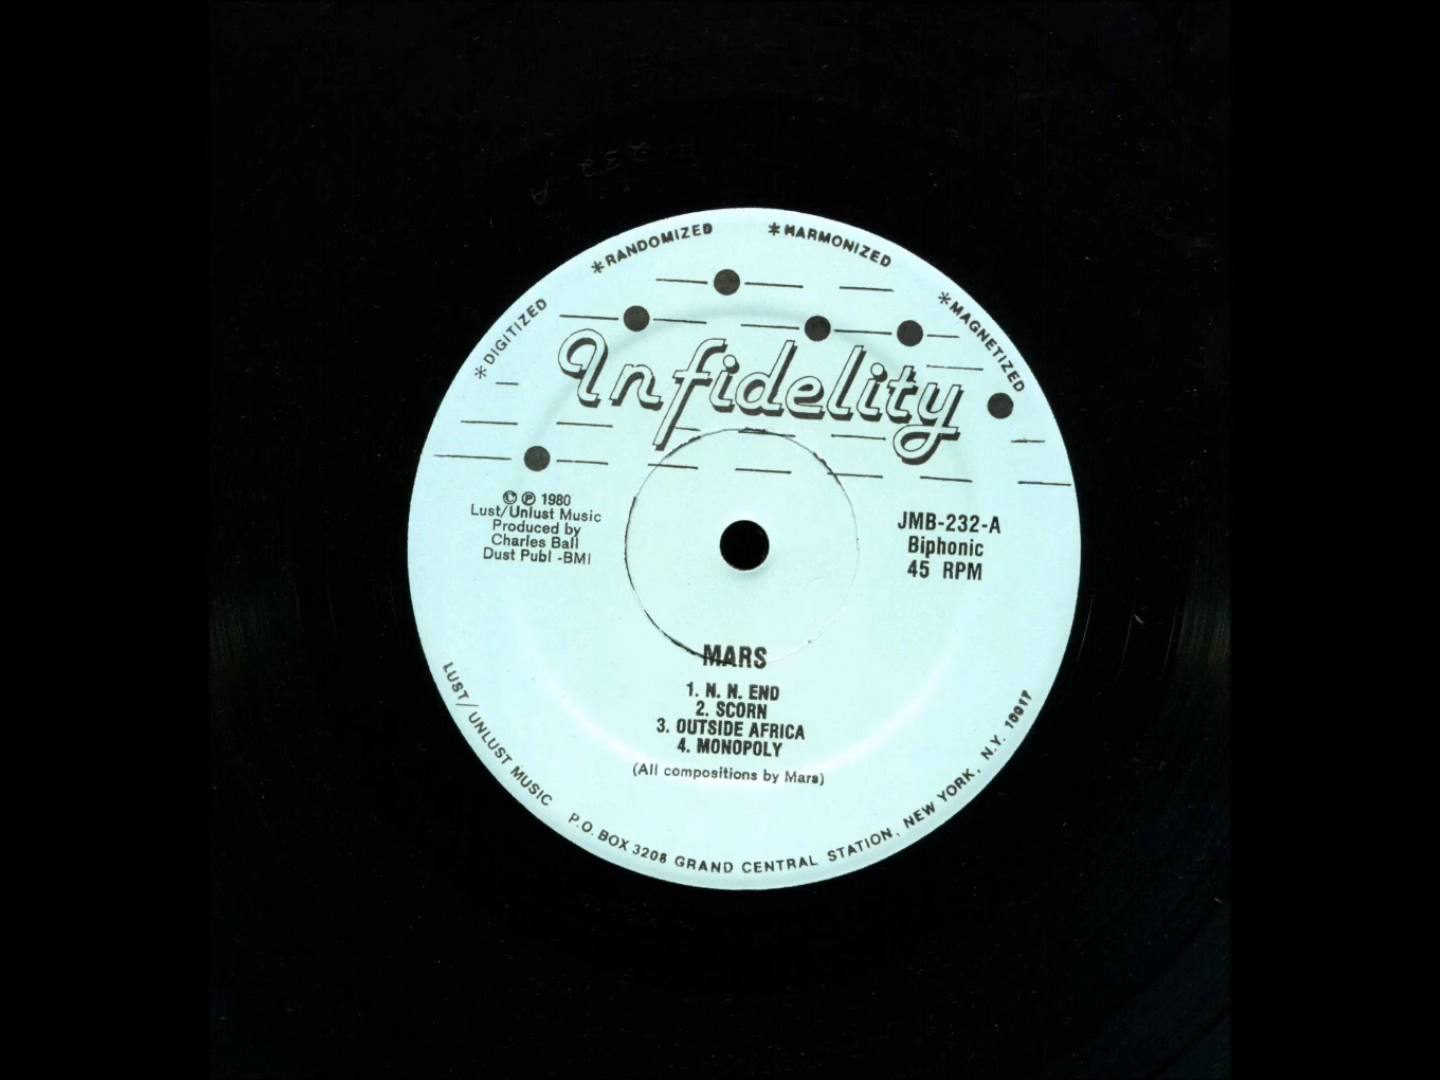 *DIGITIZED
*RANDOMIZED
*HARMONIZED
*MAGNETIZED
Infidelity
© ℗ 1980
Lust/Unlust Music
Produced by
Charles Ball
Dust Publ -BMI
JMB-232-A
Biphonic
45 RPM
MARS
1. N. N. END
2. SCORN
3. OUTSIDE AFRICA
4. MONOPOLY
(All compositions by Mars)
LUST/UNLUST MUSIC P.O. BOX 3208 GRAND CENTRAL STATION, NEW YORK, N.Y. 10017
232 A